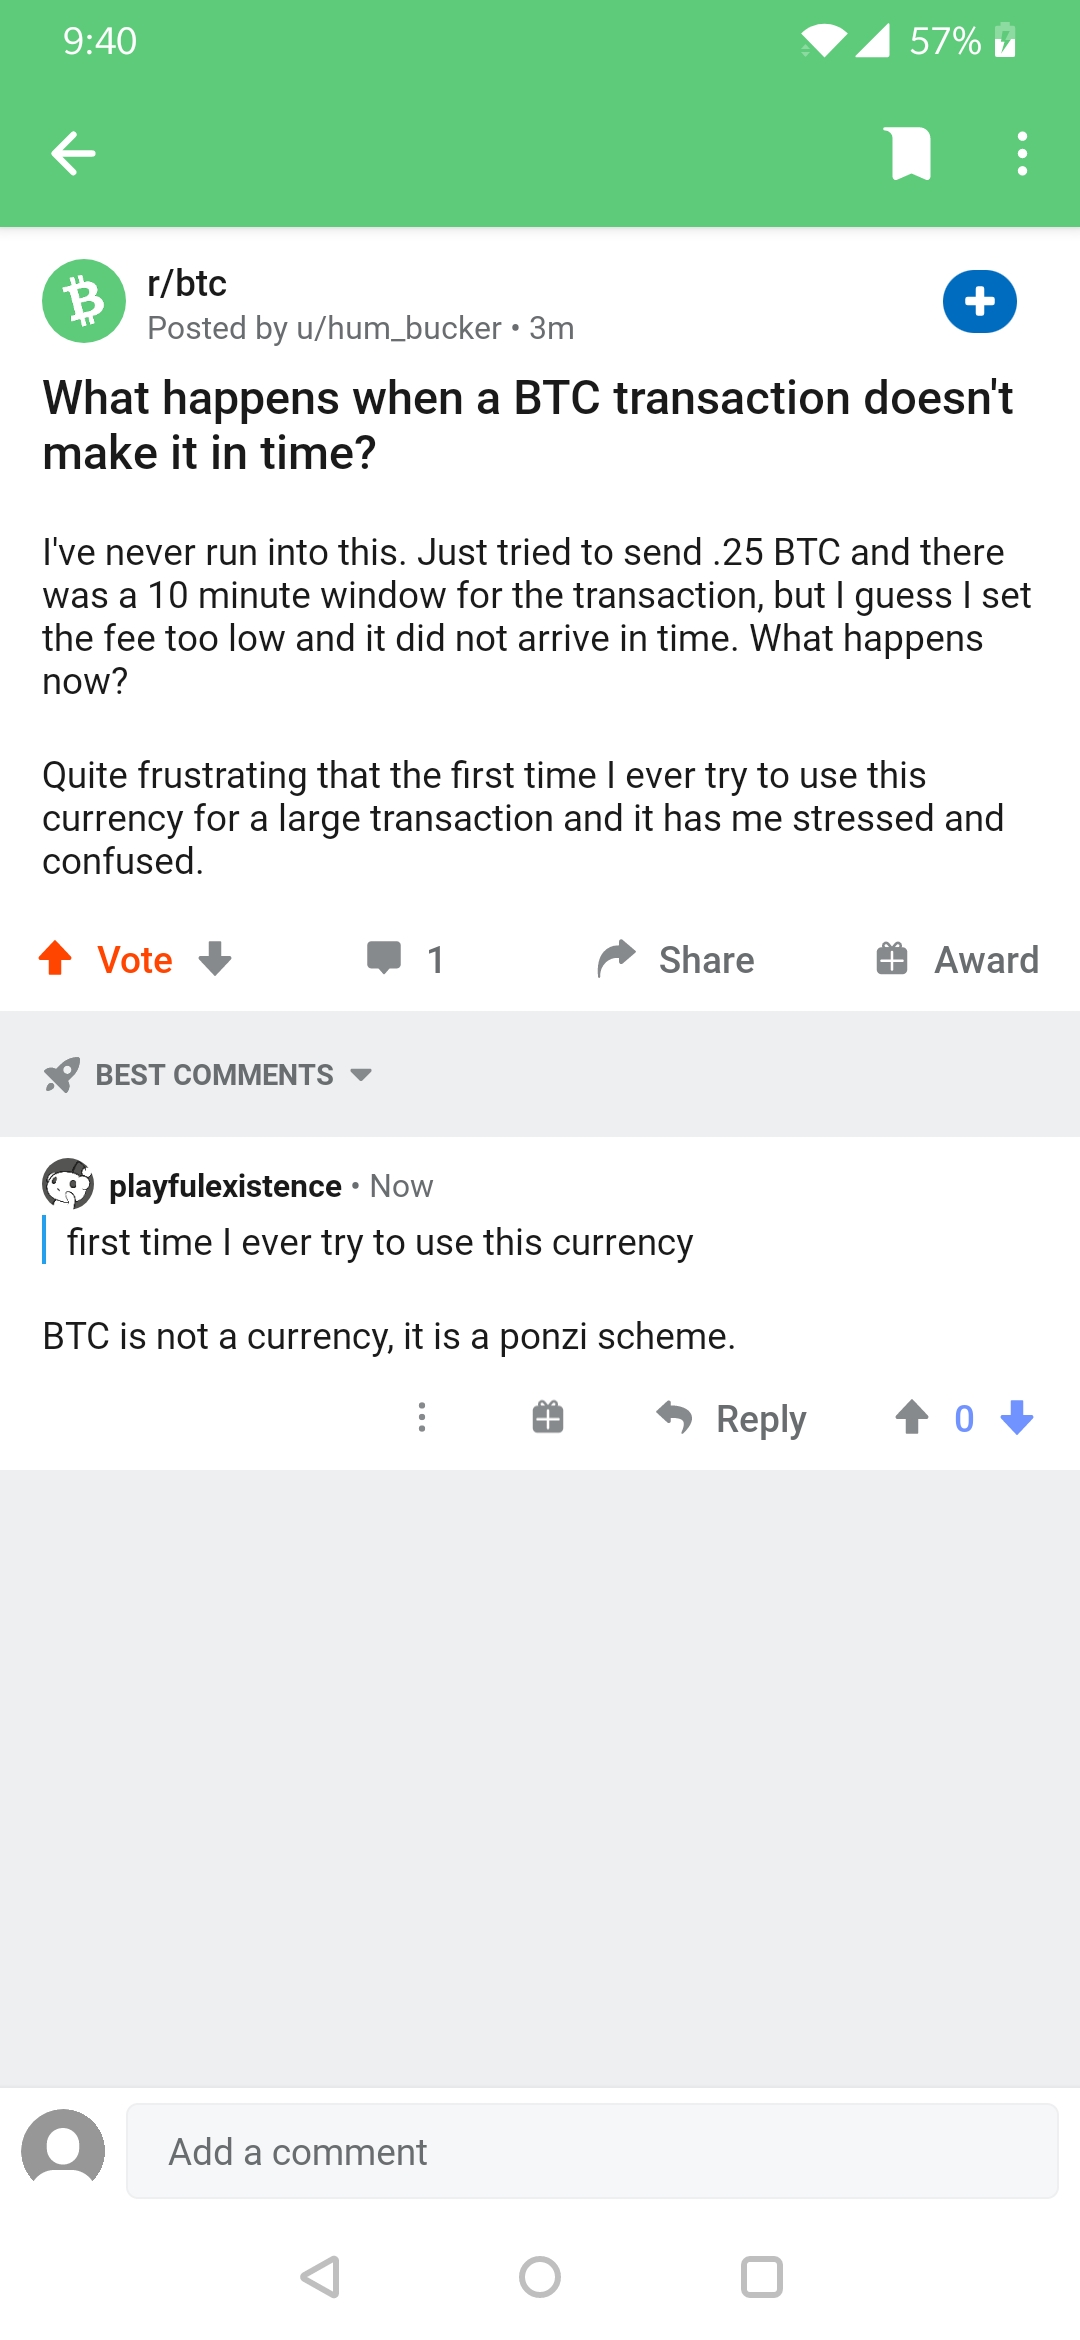 9:40
57%
r/btc
Posted by u/hum_bucker • 3m
What happens when a BTC transaction doesn't
make it in time?
I've never run into this. Just tried to send .25 BTC and there
was a 10 minute window for the transaction, but I guess I set
the fee too low and it did not arrive in time. What happens
now?
Quite frustrating that the first time I ever try to use this
currency for a large transaction and it has me stressed and
confused.
Vote 1 Share Award
BEST COMMENTS
playfulexistence • Now
first time I ever try to use this currency
BTC is not a currency, it is a ponzi scheme.
Reply 0
Add a comment